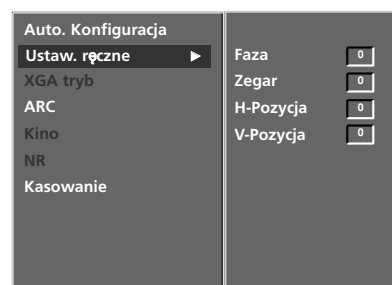 Auto. Konfiguracja
Ustaw. ręczne ►
XGA tryb
ARC
Kino
NR
Kasowanie
Faza 0
Zegar 0
H-Pozycja 0
V-Pozycja 0